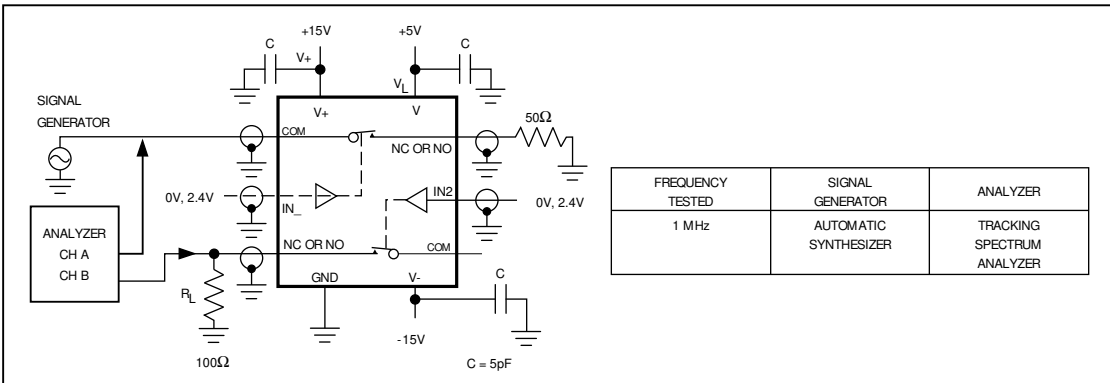 +15V
+5V
C
V+
C
VL
SIGNAL
GENERATOR
V+
V
50Ω
COM
NC OR NO
0V, 2.4V
IN_
IN2
0V, 2.4V
ANALYZER
CH A
CH B
NC OR NO
COM
GND
V-
C
RL
-15V
100Ω
C = 5pF
FREQUENCY
TESTED
SIGNAL
GENERATOR
ANALYZER
1 MHz
AUTOMATIC
SYNTHESIZER
TRACKING
SPECTRUM
ANALYZER